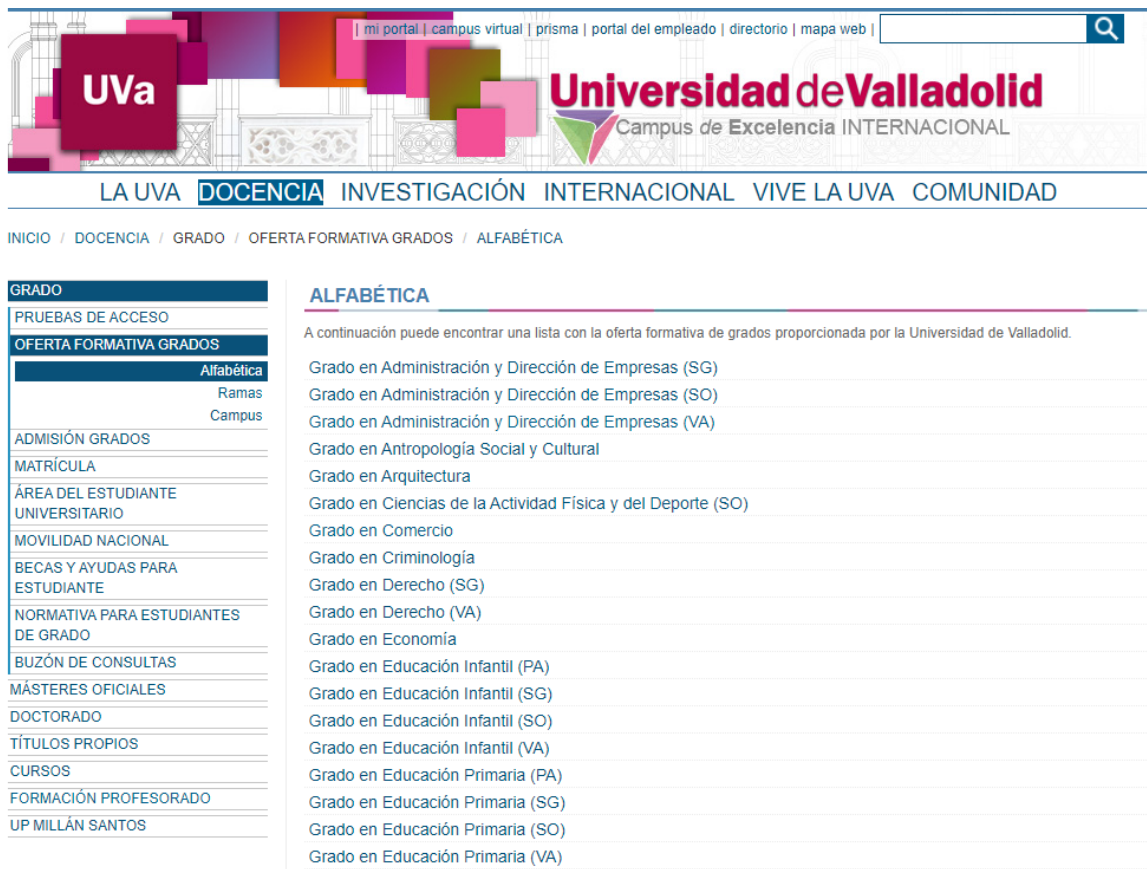 | mi portal | campus virtual | prisma | portal del empleado | directorio | mapa web |
UVa
Universidad de Valladolid
Campus de Excelencia INTERNACIONAL
LA UVA DOCENCIA INVESTIGACIÓN INTERNACIONAL VIVE LA UVA COMUNIDAD
INICIO / DOCENCIA / GRADO / OFERTA FORMATIVA GRADOS / ALFABÉTICA
GRADO
PRUEBAS DE ACCESO
OFERTA FORMATIVA GRADOS
Alfabética
Ramas
Campus
ADMISIÓN GRADOS
MATRÍCULA
ÁREA DEL ESTUDIANTE
UNIVERSITARIO
MOVILIDAD NACIONAL
BECAS Y AYUDAS PARA
ESTUDIANTE
NORMATIVA PARA ESTUDIANTES
DE GRADO
BUZÓN DE CONSULTAS
MÁSTERES OFICIALES
DOCTORADO
TÍTULOS PROPIOS
CURSOS
FORMACIÓN PROFESORADO
UP MILLÁN SANTOS
ALFABÉTICA
A continuación puede encontrar una lista con la oferta formativa de grados proporcionada por la Universidad de Valladolid.
Grado en Administración y Dirección de Empresas (SG)
Grado en Administración y Dirección de Empresas (SO)
Grado en Administración y Dirección de Empresas (VA)
Grado en Antropología Social y Cultural
Grado en Arquitectura
Grado en Ciencias de la Actividad Física y del Deporte (SO)
Grado en Comercio
Grado en Criminología
Grado en Derecho (SG)
Grado en Derecho (VA)
Grado en Economía
Grado en Educación Infantil (PA)
Grado en Educación Infantil (SG)
Grado en Educación Infantil (SO)
Grado en Educación Infantil (VA)
Grado en Educación Primaria (PA)
Grado en Educación Primaria (SG)
Grado en Educación Primaria (SO)
Grado en Educación Primaria (VA)